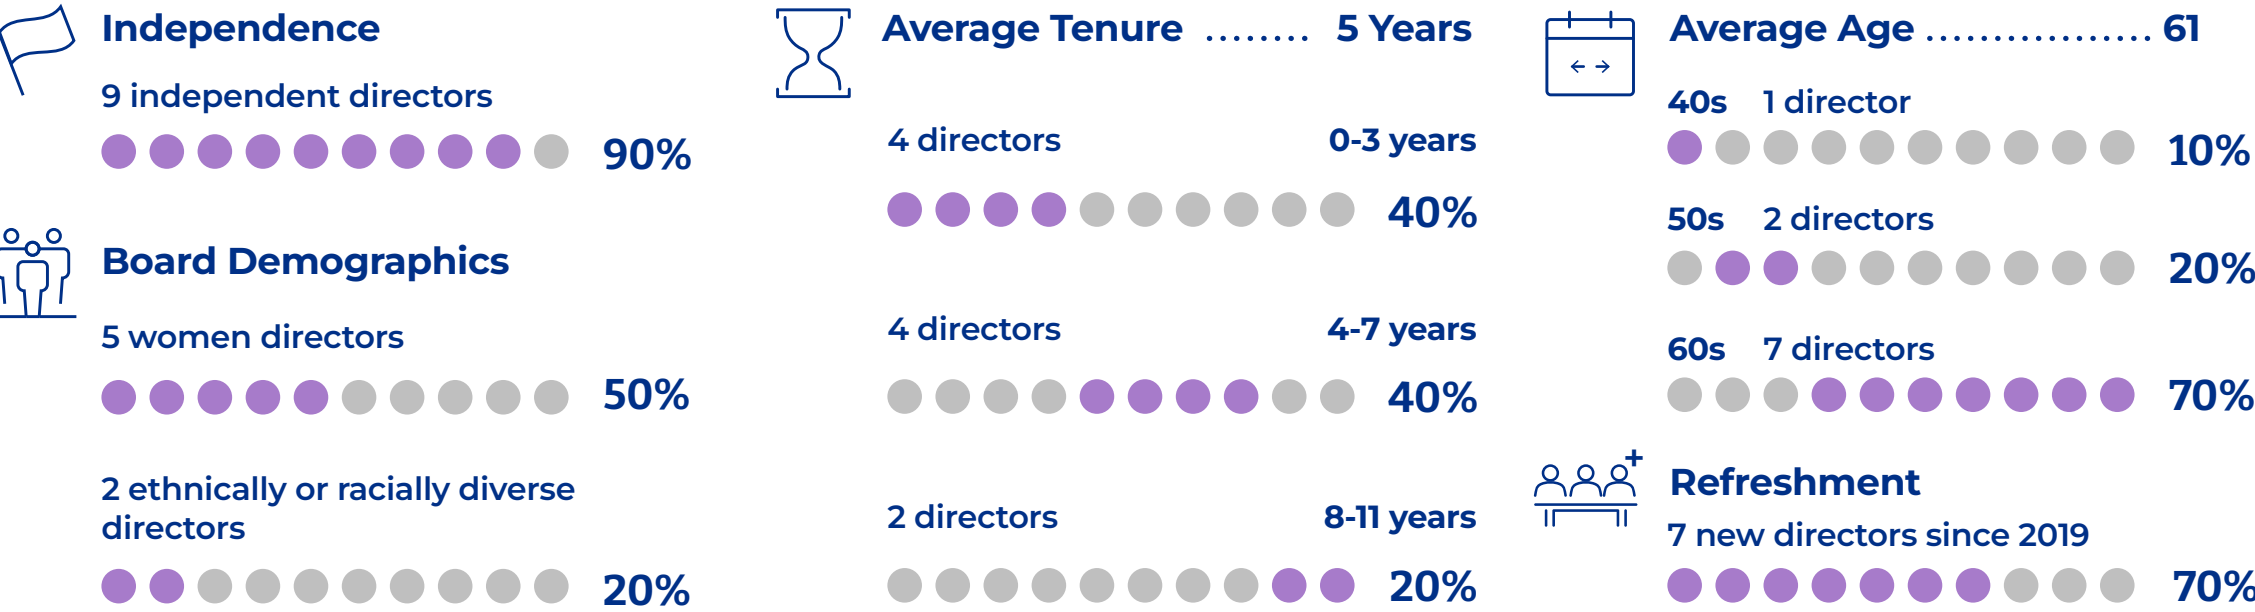 Independence
9 independent directors
90%
Board Demographics
5 women directors
50%
2 ethnically or racially diverse
directors
20%
Average Tenure ........ 5 Years
4 directors 0-3 years
40%
4 directors 4-7 years
40%
2 directors 8-11 years
20%
Average Age ................. 61
40s 1 director
10%
50s 2 directors
20%
60s 7 directors
70%
Refreshment
7 new directors since 2019
70%